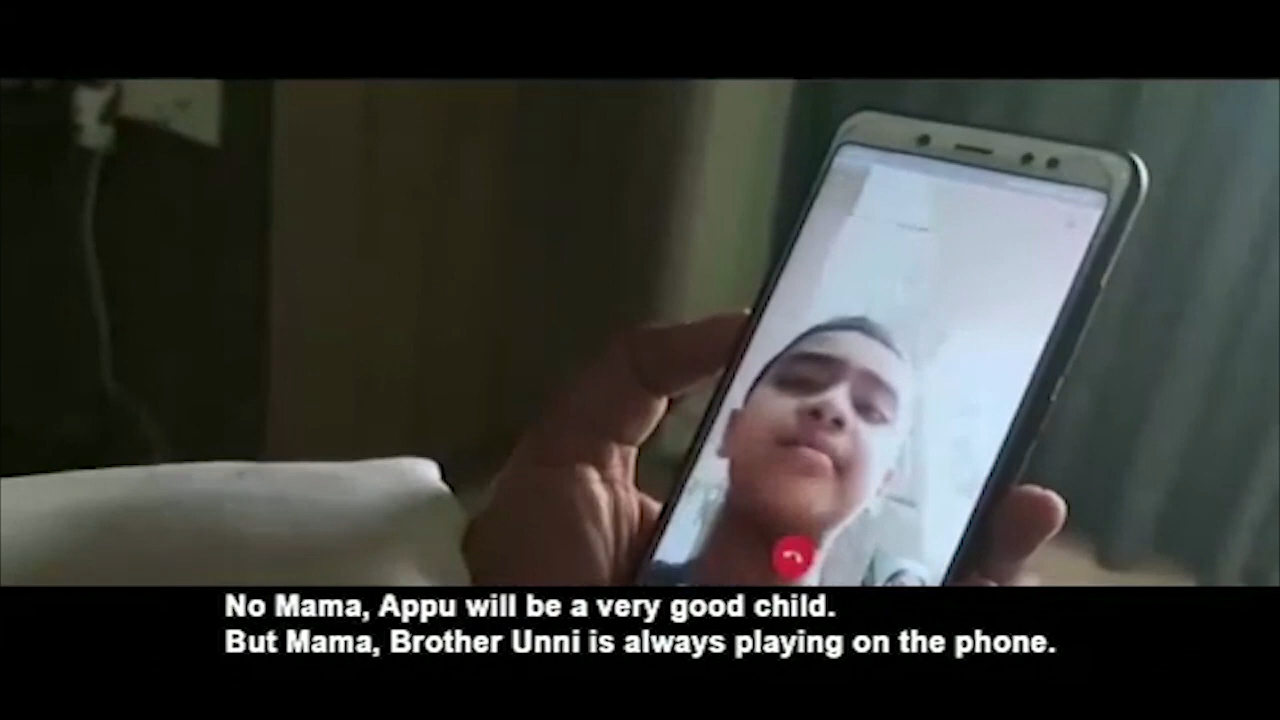 No Mama, Appu will be a very good child.
But Mama, Brother Unni is always playing on the phone.